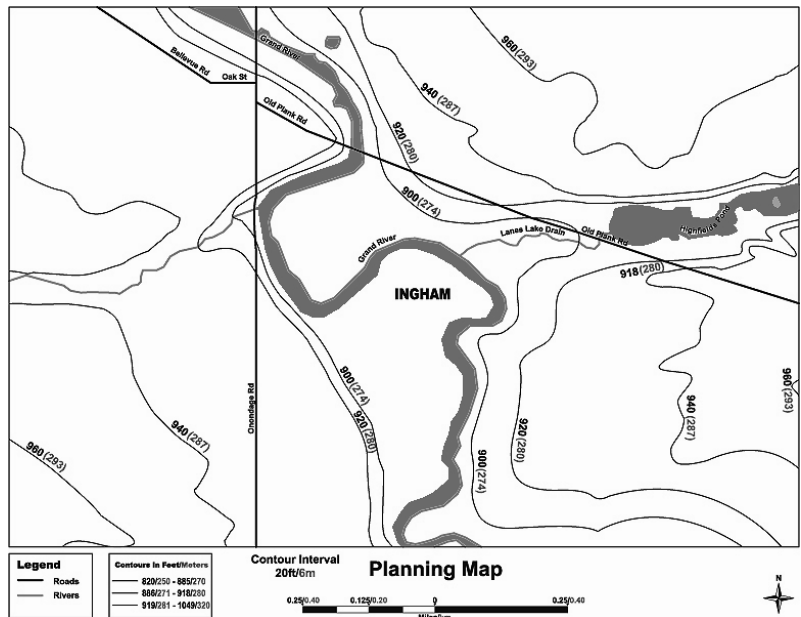 960 (293)
Grand River
Bellevue Rd
Oak St
940 (287)
Old Plank Rd
920 (280)
900 (274)
Highfields Pond
Lanes Lake Drain
Old Plank Rd
Grand River
918 (280)
INGHAM
900 (274)
920 (280)
Onondage Rd
960 (293)
940 (287)
920 (280)
940 (287)
960 (293)
900 (274)
Legend
Roads
Rivers
Contoure In Feet/Meters
820/250 - 885/270
886/271 - 918/280
919/281 - 1049/320
Contour Interval
20ft/6m
Planning Map
0.25/0.40 0.125/0.20 0 0.25/0.40
N